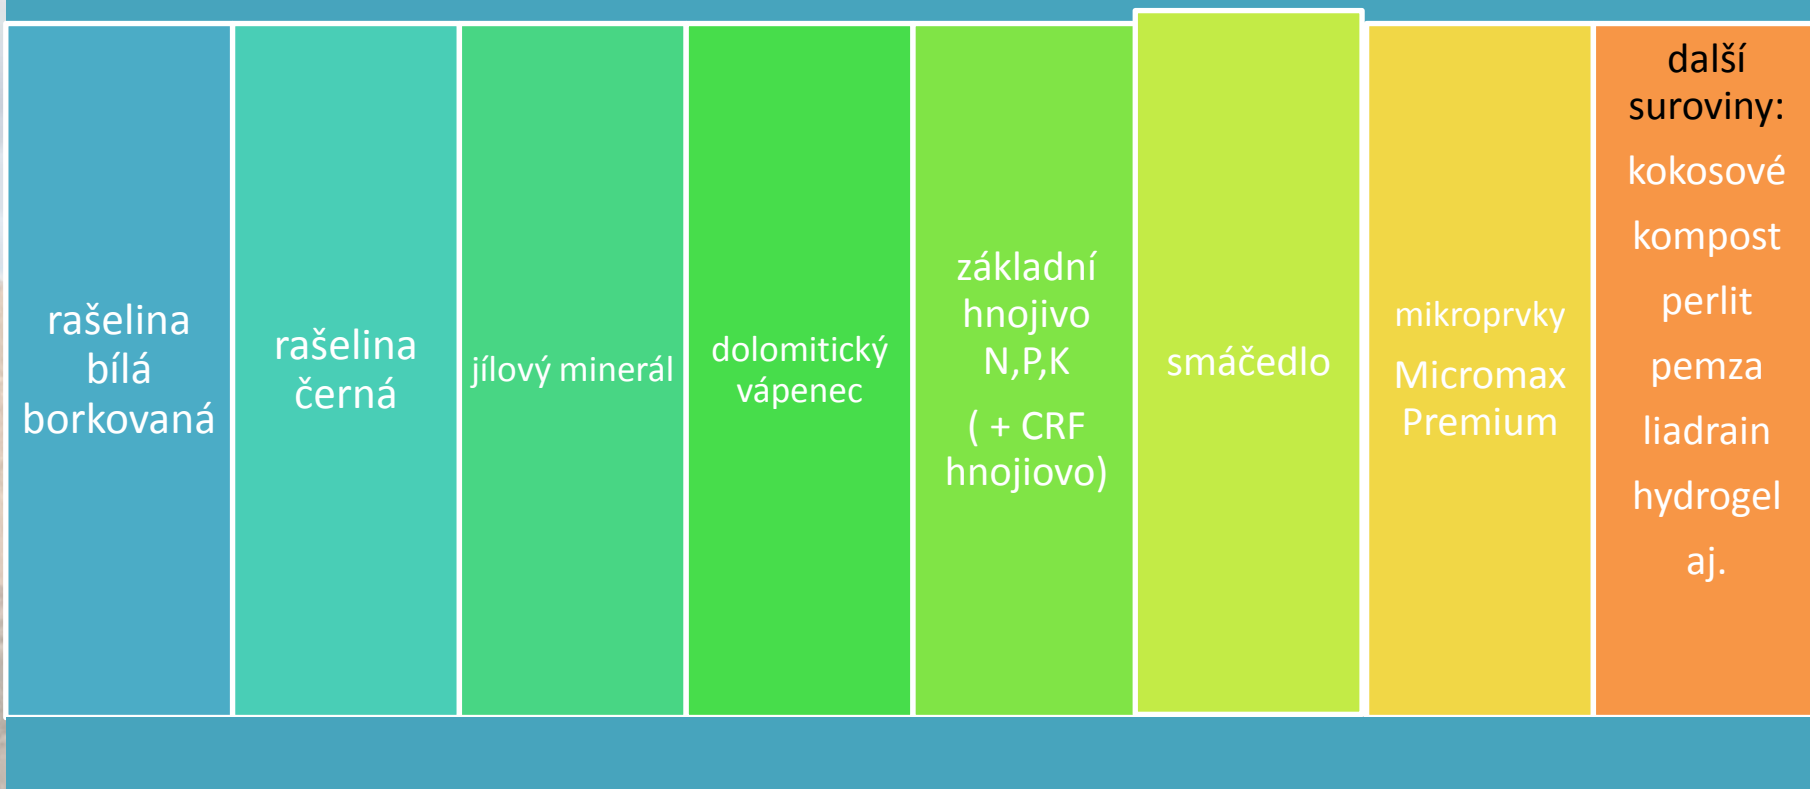 rašelina
bílá
borkovaná
rašelina
černá
jílový minerál
dolomitický
vápenec
základní
hnojivo
N,P,K
( + CRF
hnojiovo)
smáčedlo
mikroprvky
Micromax
Premium
další
suroviny:
kokosové
kompost
perlit
pemza
liadrain
hydrogel
aj.